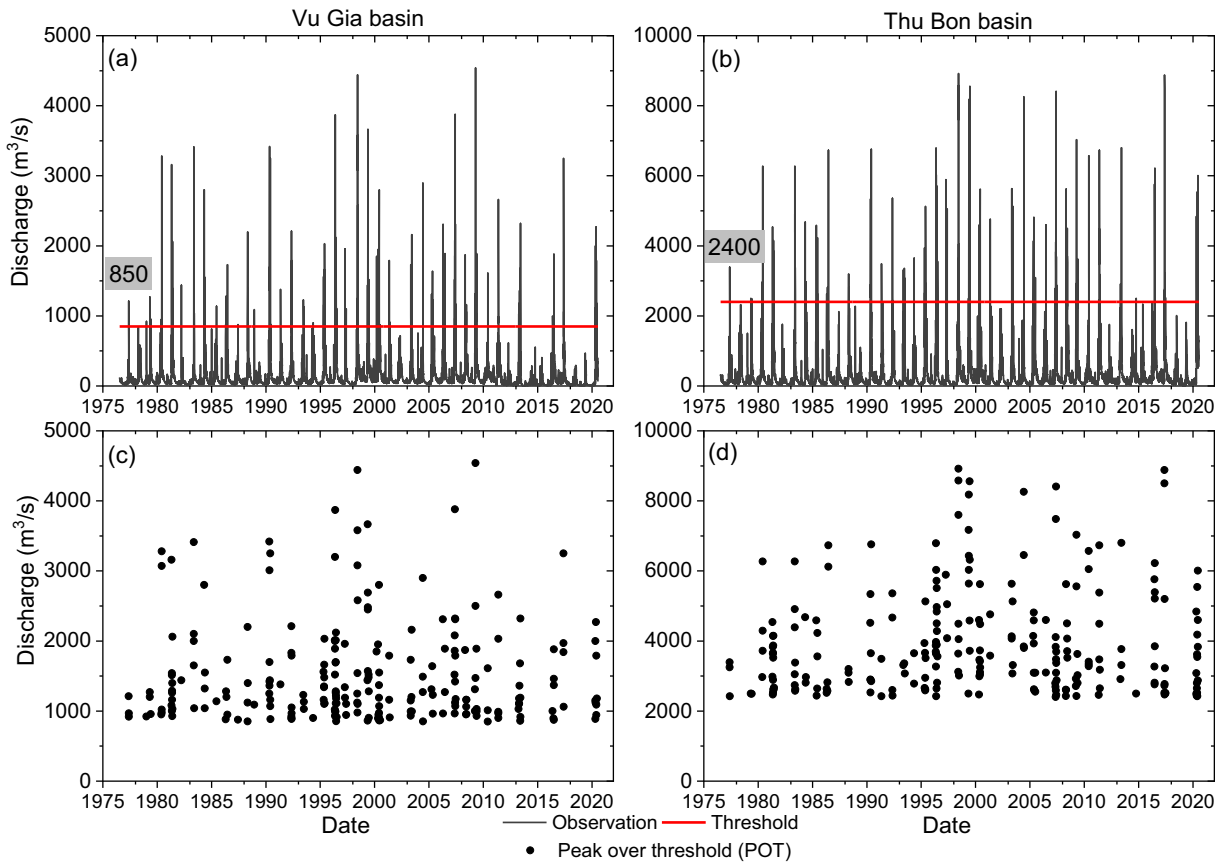 Vu Gia basin
Thu Bon basin
(a)
(b)
5000
4000
3000
2000
1000
0
10000
8000
6000
4000
2000
0
850
2400
Discharge (m³/s)
1975 1980 1985 1990 1995 2000 2005 2010 2015 2020
1975 1980 1985 1990 1995 2000 2005 2010 2015 2020
(c)
(d)
5000
4000
3000
2000
1000
0
10000
8000
6000
4000
2000
0
Discharge (m³/s)
1975 1980 1985 1990 1995 2000 2005 2010 2015 2020
1975 1980 1985 1990 1995 2000 2005 2010 2015 2020
Date
Date
Observation Threshold
Peak over threshold (POT)